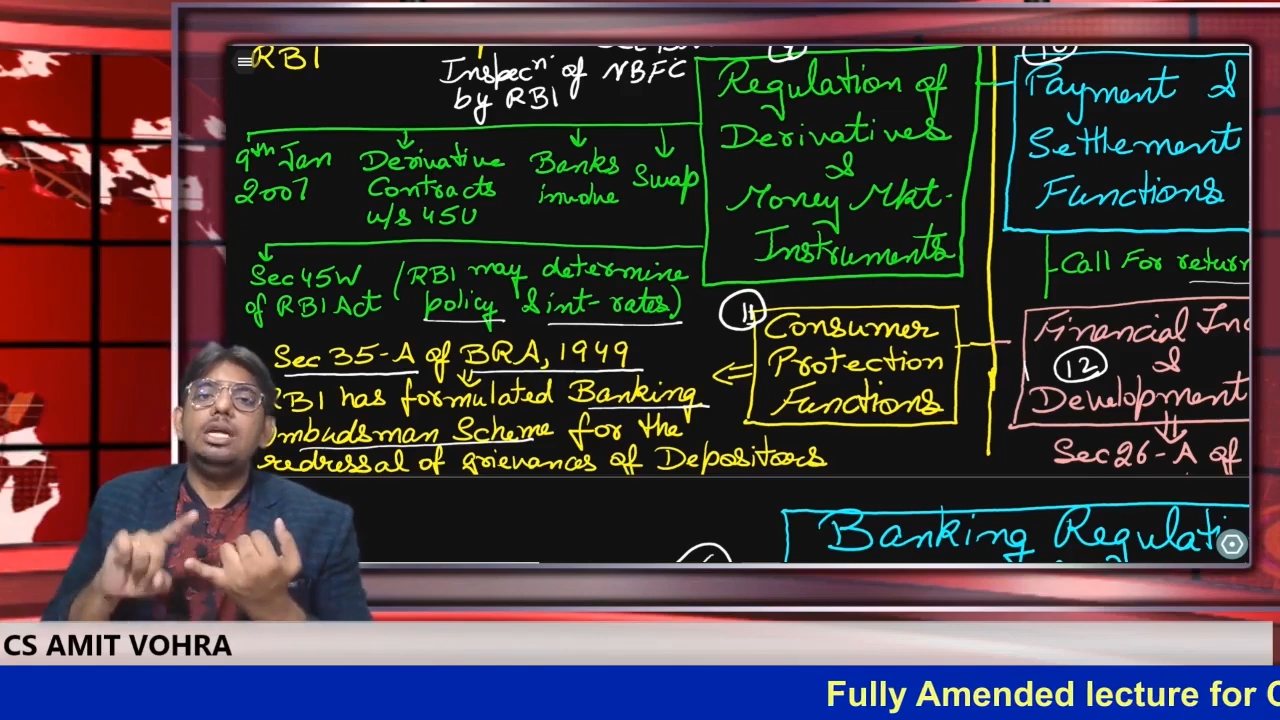 RBI
Inspecⁿ. of NBFC
by RBI
9th Jan
2007
Derivative
Contracts
u/s 45U
Banks
involve
Swap
Regulation of
Derivatives
&
Money Mkt.
Instruments
10
Payment &
Settlement
Functions
Call For return
Sec 45W
of RBI Act
(RBI may determine
policy & int-rates)
11
Consumer
Protection
Functions
Sec 35-A of BRA, 1949
RBI has formulated Banking
Ombudsman Scheme for the
redressal of grievances of Depositors
12
Financial Inc
&
Development
Sec 26-A of
Banking Regulati
CS AMIT VOHRA
Fully Amended lecture for C